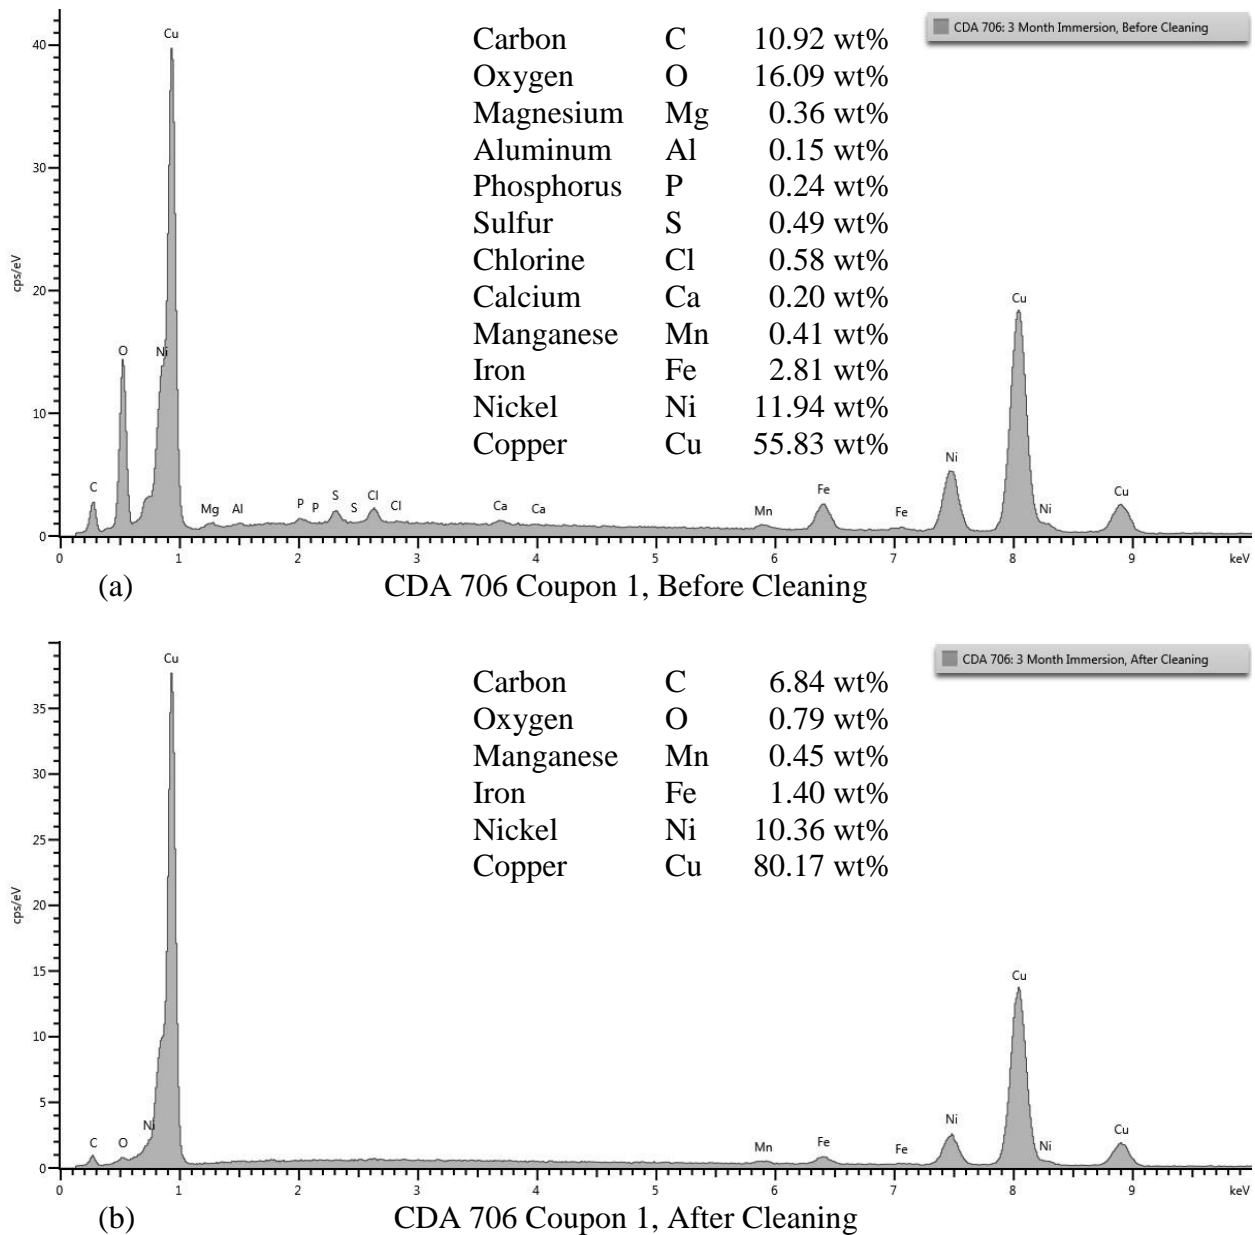 CDA 706: 3 Month Immersion, Before Cleaning
Carbon C 10.92 wt%
Oxygen O 16.09 wt%
Magnesium Mg 0.36 wt%
Aluminum Al 0.15 wt%
Phosphorus P 0.24 wt%
Sulfur S 0.49 wt%
Chlorine Cl 0.58 wt%
Calcium Ca 0.20 wt%
Manganese Mn 0.41 wt%
Iron Fe 2.81 wt%
Nickel Ni 11.94 wt%
Copper Cu 55.83 wt%
cps/eV
40
30
20
10
0
C O Ni Cu Mg Al P P S S Cl Cl Ca Ca Mn Fe Fe Ni Cu Ni Cu
0 1 2 3 4 5 6 7 8 9 keV
(a) CDA 706 Coupon 1, Before Cleaning
CDA 706: 3 Month Immersion, After Cleaning
Carbon C 6.84 wt%
Oxygen O 0.79 wt%
Manganese Mn 0.45 wt%
Iron Fe 1.40 wt%
Nickel Ni 10.36 wt%
Copper Cu 80.17 wt%
cps/eV
35
30
25
20
15
10
5
0
C O Ni Cu Mn Fe Fe Ni Cu Ni Cu
0 1 2 3 4 5 6 7 8 9 keV
(b) CDA 706 Coupon 1, After Cleaning